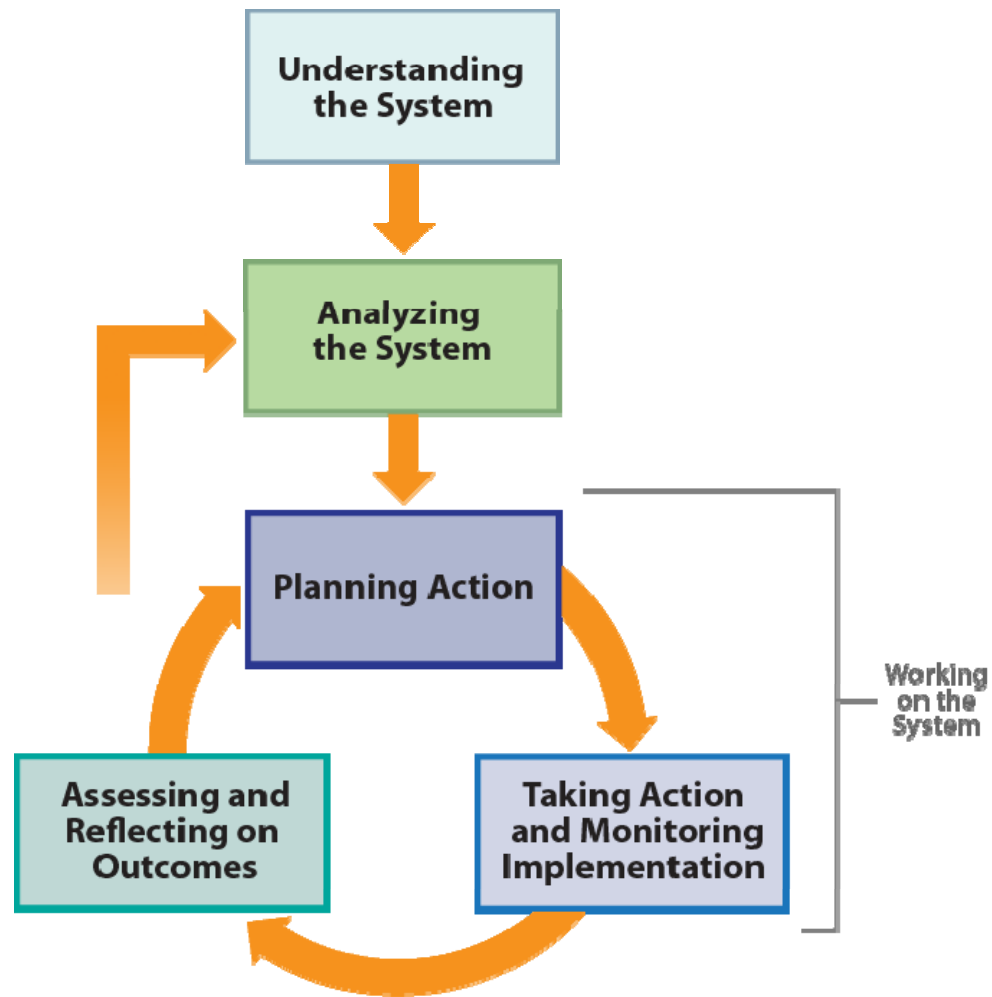 Understanding
the System
Analyzing
the System
Planning Action
Working
on the
System
Assessing and
Reflecting on
Outcomes
Taking Action
and Monitoring
Implementation